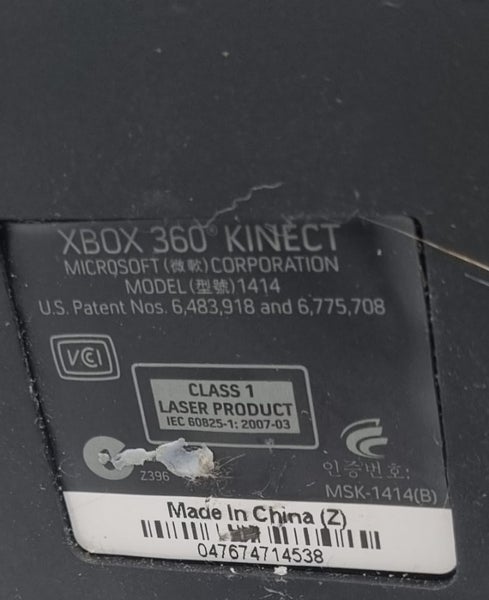 XBOX 360® KINECT
MICROSOFT (微軟) CORPORATION
MODEL (型號) 1414
U.S. Patent Nos. 6,483,918 and 6,775,708
VCI
CLASS 1
LASER PRODUCT
IEC 60825-1: 2007-03
Z396
인증번호:
MSK-1414(B)
Made In China (Z)
047674714538